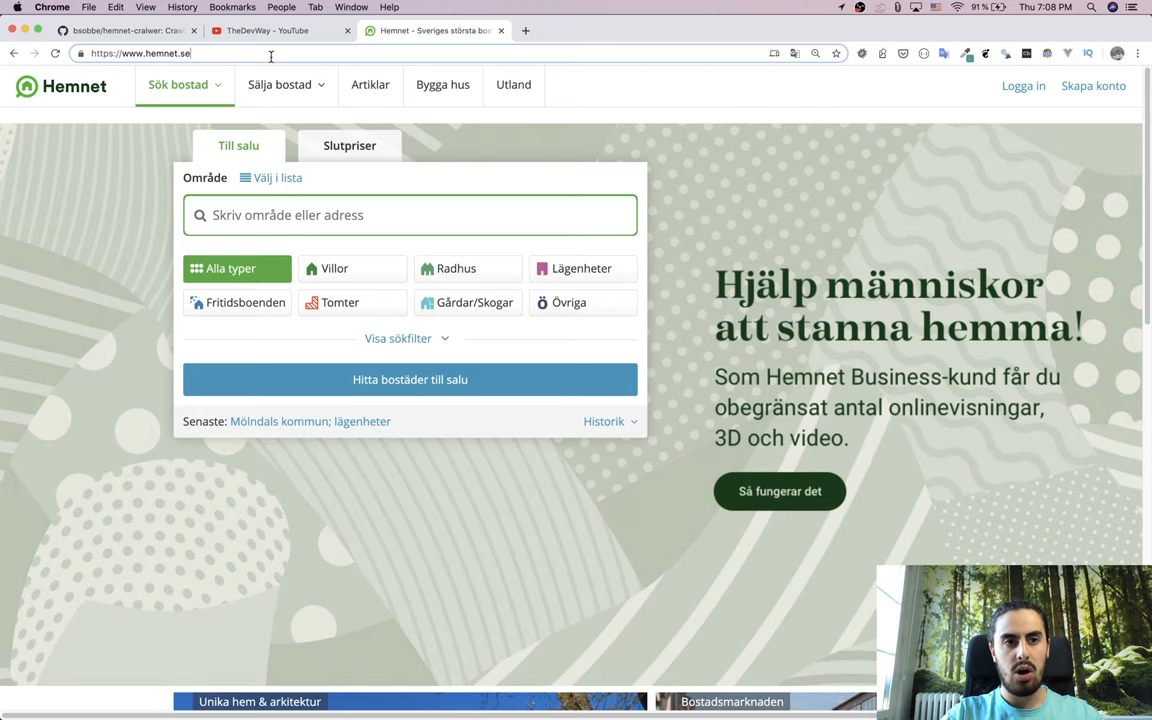 Chrome File Edit View History Bookmarks People Tab Window Help
91 % Thu 7:08 PM
bsobbe/hemnet-cralwer: Craw
TheDevWay - YouTube
Hemnet - Sveriges största bos
https://www.hemnet.se
Hemnet
Sök bostad
Sälja bostad
Artiklar
Bygga hus
Utland
Logga in
Skapa konto
Till salu
Slutpriser
Område
Välj i lista
Skriv område eller adress
Alla typer
Villor
Radhus
Lägenheter
Fritidsboenden
Tomter
Gårdar/Skogar
Övriga
Visa sökfilter
Hitta bostäder till salu
Senaste: Mölndals kommun; lägenheter
Historik
Hjälp människor
att stanna hemma!
Som Hemnet Business-kund får du
obegränsat antal onlinevisningar,
3D och video.
Så fungerar det
Unika hem & arkitektur
Bostadsmarknaden